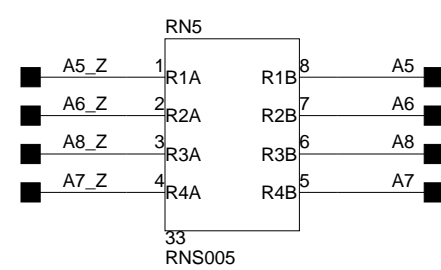 RN5
A5_Z 1 R1A R1B 8 A5
A6_Z 2 R2A R2B 7 A6
A8_Z 3 R3A R3B 6 A8
A7_Z 4 R4A R4B 5 A7
33
RNS005